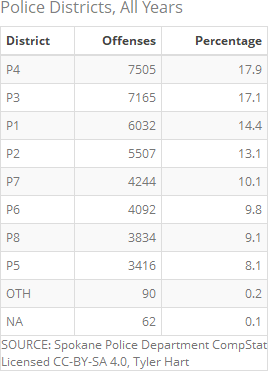 Police Districts, All Years
District Offenses Percentage
P4 7505 17.9
P3 7165 17.1
P1 6032 14.4
P2 5507 13.1
P7 4244 10.1
P6 4092 9.8
P8 3834 9.1
P5 3416 8.1
OTH 90 0.2
NA 62 0.1
SOURCE: Spokane Police Department CompStat
Licensed CC-BY-SA 4.0, Tyler Hart